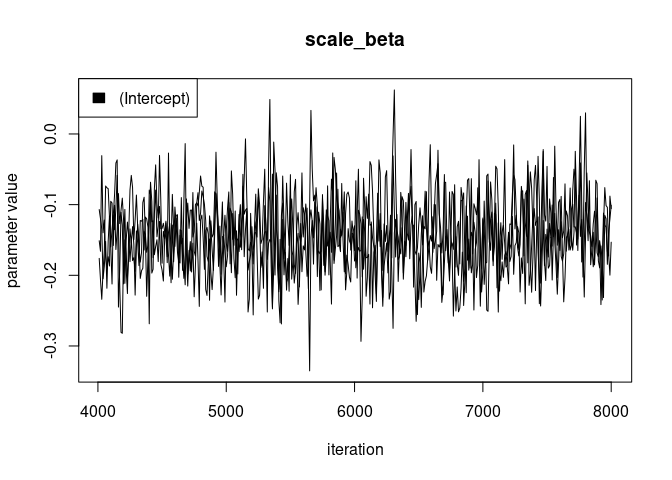 scale_beta
(Intercept)
parameter value
0.0
-0.1
-0.2
-0.3
4000 5000 6000 7000 8000
iteration